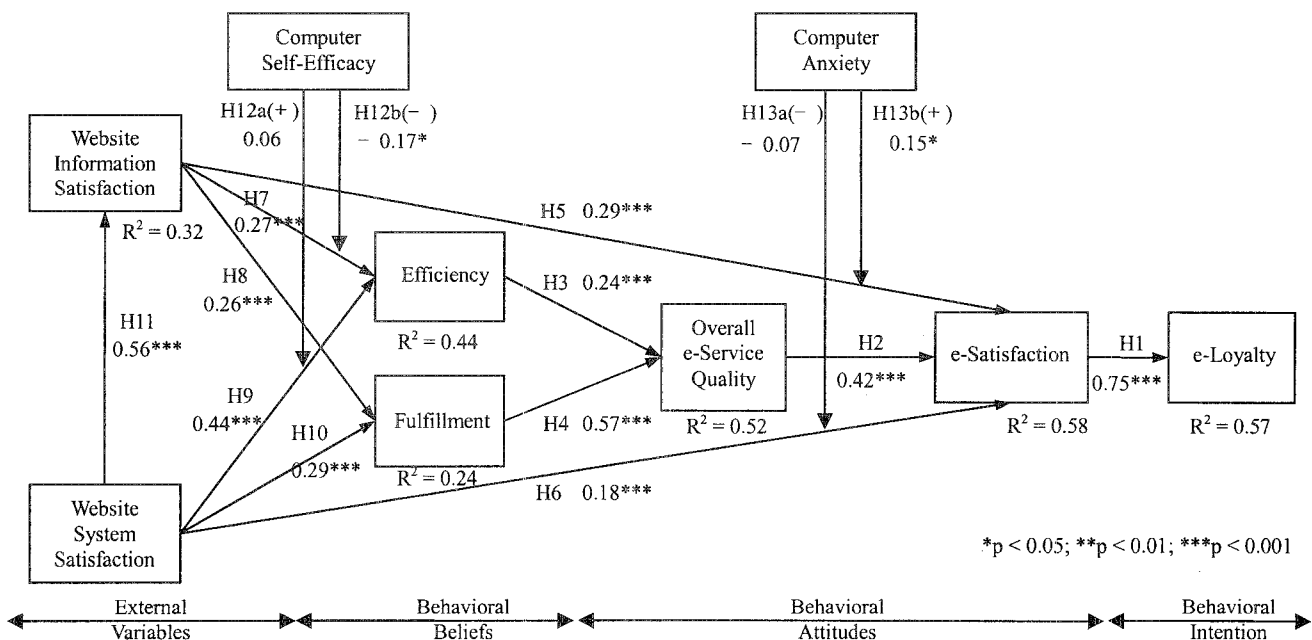 Computer
Self-Efficacy
Computer
Anxiety
H12a(+)
0.06
H12b(−)
− 0.17*
H13a(−)
− 0.07
H13b(+)
0.15*
Website
Information
Satisfaction
R² = 0.32
H7
0.27***
H5 0.29***
H8
0.26***
Efficiency
R² = 0.44
H3 0.24***
H11
0.56***
Overall
e-Service
Quality
R² = 0.52
H2
0.42***
e-Satisfaction
R² = 0.58
H1
0.75***
e-Loyalty
R² = 0.57
H9
0.44***
Fulfillment
R² = 0.24
H4 0.57***
H10
0.29***
H6 0.18***
Website
System
Satisfaction
*p < 0.05; **p < 0.01; ***p < 0.001
External
Variables
Behavioral
Beliefs
Behavioral
Attitudes
Behavioral
Intention